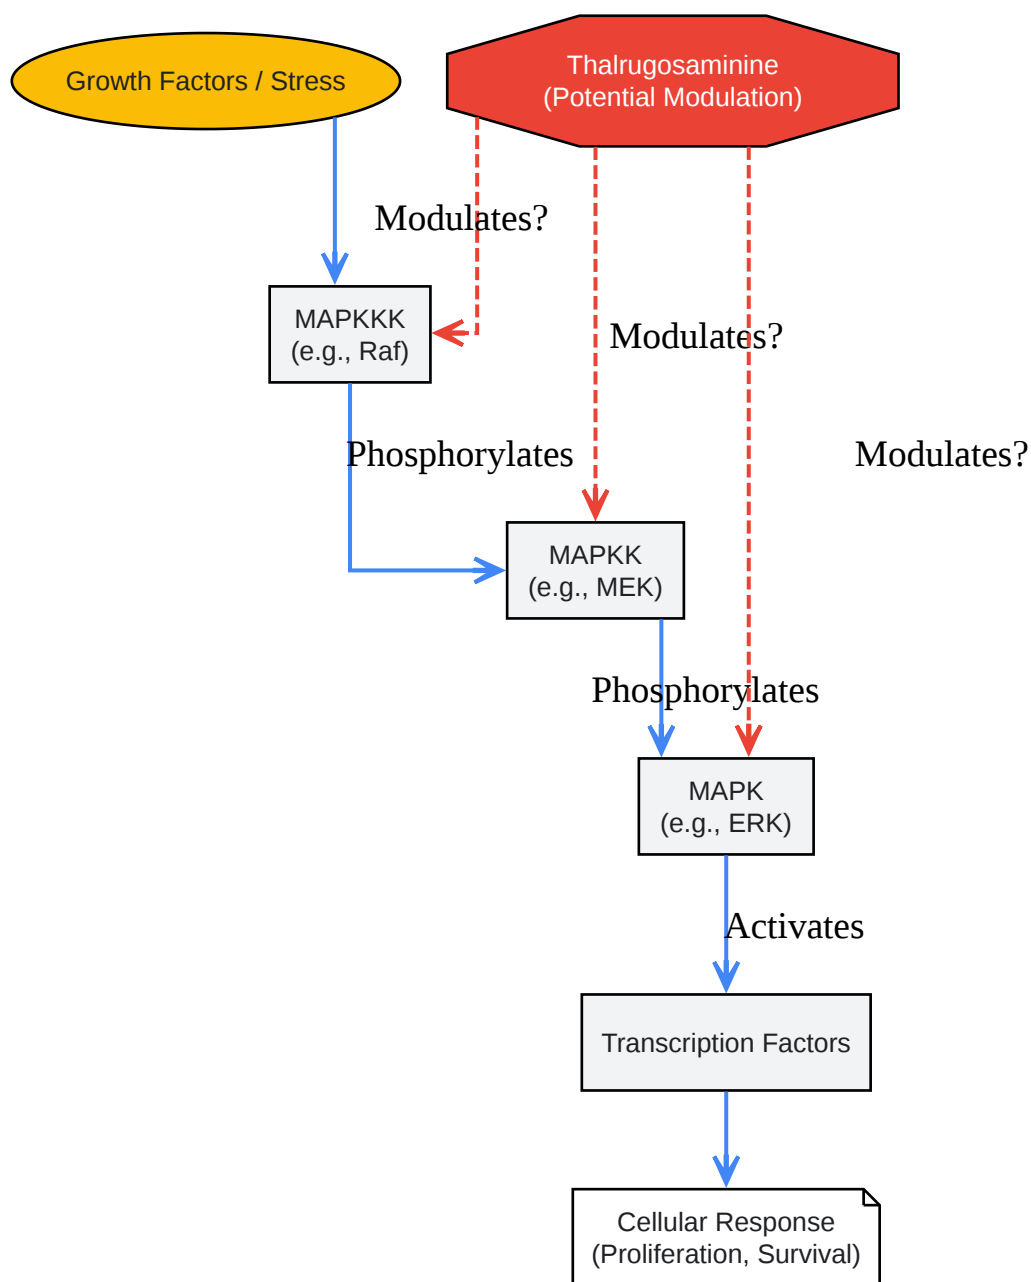 Growth Factors / Stress
Thalrugosaminine
(Potential Modulation)
Modulates?
MAPKKK
(e.g., Raf)
Modulates?
Phosphorylates
Modulates?
MAPKK
(e.g., MEK)
Phosphorylates
MAPK
(e.g., ERK)
Activates
Transcription Factors
Cellular Response
(Proliferation, Survival)